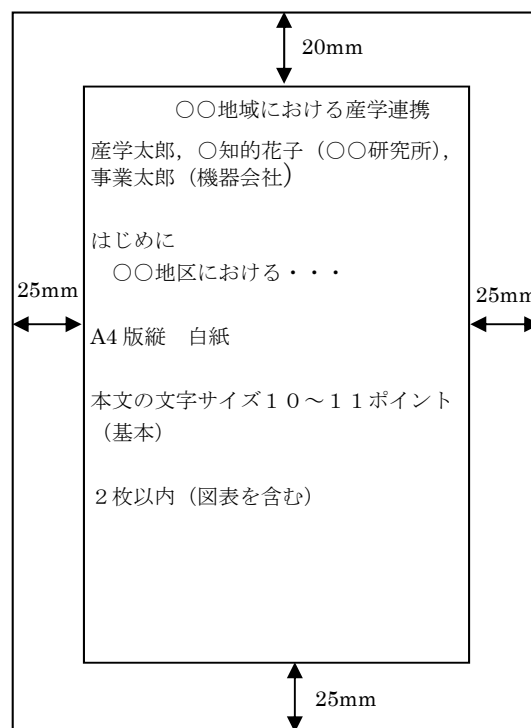 20mm
○○地域における産学連携
産学太郎，○知的花子（○○研究所），
事業太郎（機器会社）
はじめに
　○○地区における・・・
25mm
25mm
A4 版縦　白紙
本文の文字サイズ１０～１１ポイント
（基本）
２枚以内（図表を含む）
25mm